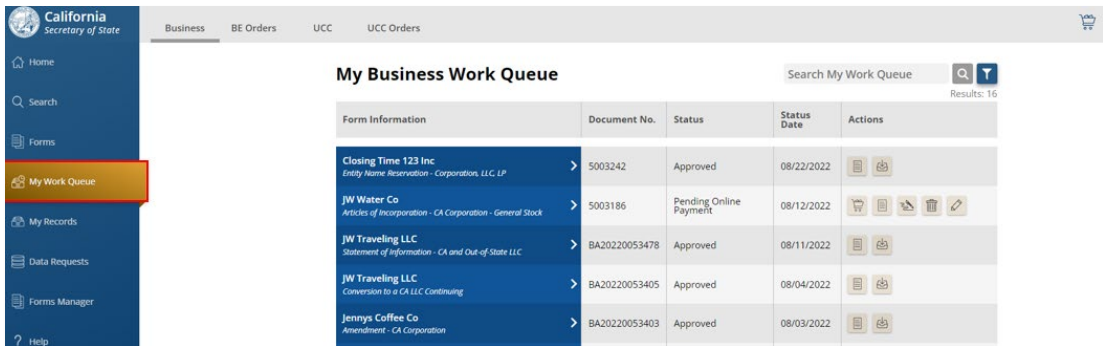 California
Secretary of State
Business BE Orders UCC UCC Orders
Home
Search
Forms
My Work Queue
My Records
Data Requests
Forms Manager
? Help
My Business Work Queue
Search My Work Queue
Results: 16
Form Information Document No. Status Status Date Actions
Closing Time 123 Inc
Entity Name Reservation - Corporation, LLC, LP
5003242 Approved 08/22/2022
JW Water Co
Articles of Incorporation - CA Corporation - General Stock
5003186 Pending Online Payment 08/12/2022
JW Traveling LLC
Statement of Information - CA and Out-of-State LLC
BA20220053478 Approved 08/11/2022
JW Traveling LLC
Conversion to a CA LLC Continuing
BA20220053405 Approved 08/04/2022
Jennys Coffee Co
Amendment - CA Corporation
BA20220053403 Approved 08/03/2022